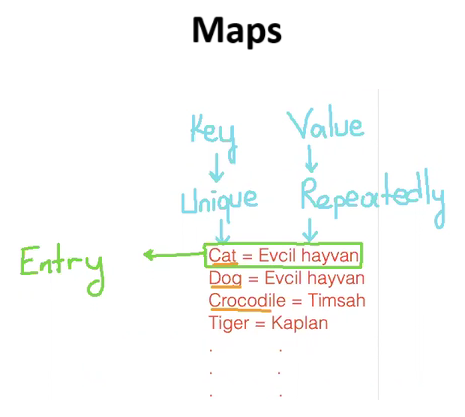 Maps
Key Value
Unique Repeatedly
Entry
Cat = Evcil hayvan
Dog = Evcil hayvan
Crocodile = Timsah
Tiger = Kaplan
. .
. .
. .